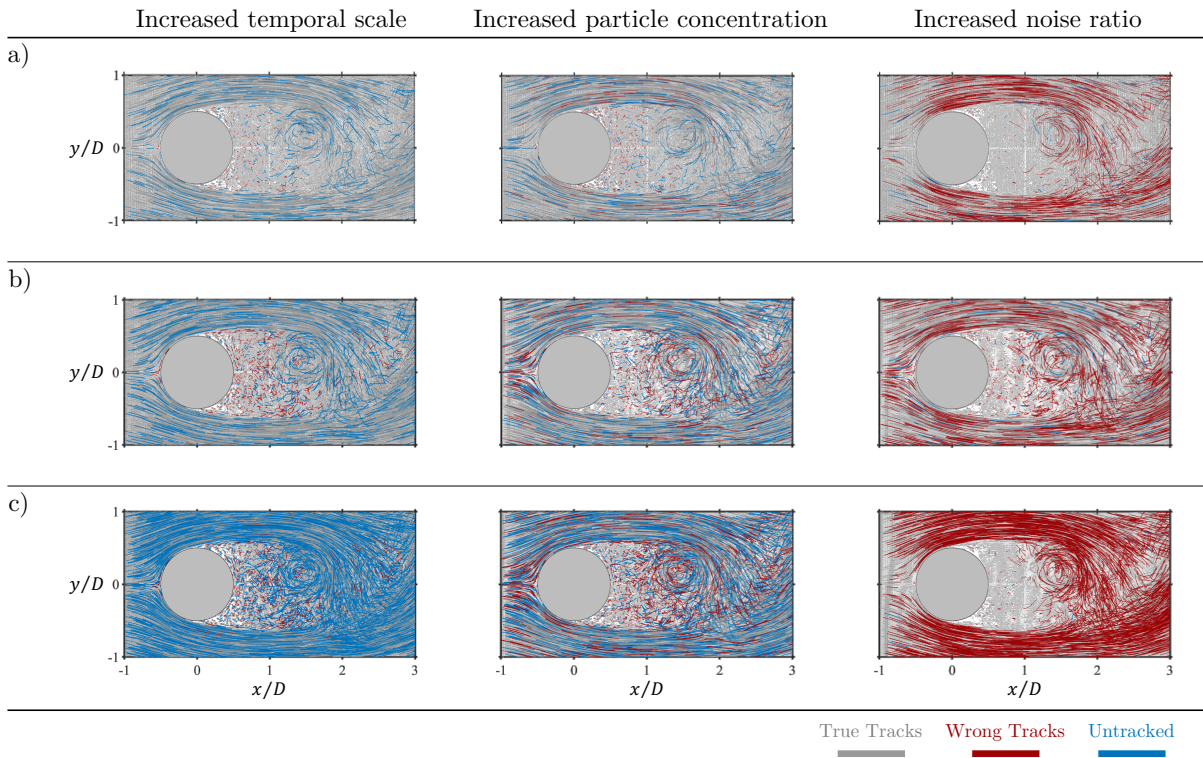 Increased temporal scale Increased particle concentration Increased noise ratio
a)
1
y/D 0
-1
b)
1
y/D 0
-1
c)
1
y/D 0
-1
-1 0 1 2 3 -1 0 1 2 3 -1 0 1 2 3
x/D x/D x/D
True Tracks Wrong Tracks Untracked